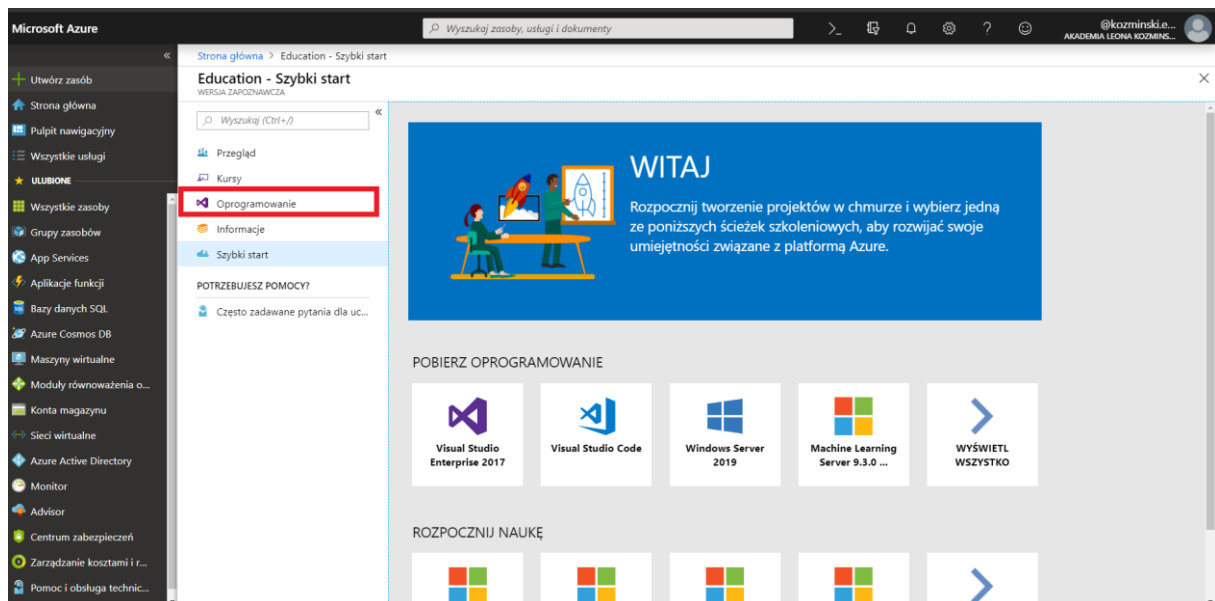 Microsoft Azure
Wyszukaj zasoby, usługi i dokumenty
@kozminski.e...
AKADEMIA LEONA KOZMINS...
Utwórz zasób
Strona główna
Pulpit nawigacyjny
Wszystkie usługi
ULUBIONE
Wszystkie zasoby
Grupy zasobów
App Services
Aplikacje funkcji
Bazy danych SQL
Azure Cosmos DB
Maszyny wirtualne
Moduły równoważenia o...
Konta magazynu
Sieci wirtualne
Azure Active Directory
Monitor
Advisor
Centrum zabezpieczeń
Zarządzanie kosztami i r...
Pomoc i obsługa technic...
Strona główna > Education - Szybki start
Education - Szybki start
WERSJA ZAPOZNAWCZA
Wyszukaj (Ctrl+/)
Przegląd
Kursy
Oprogramowanie
Informacje
Szybki start
POTRZEBUJESZ POMOCY?
Często zadawane pytania dla uc...
WITAJ
Rozpocznij tworzenie projektów w chmurze i wybierz jedną
ze poniższych ścieżek szkoleniowych, aby rozwijać swoje
umiejętności związane z platformą Azure.
POBIERZ OPROGRAMOWANIE
Visual Studio
Enterprise 2017
Visual Studio Code
Windows Server
2019
Machine Learning
Server 9.3.0 ...
WYŚWIETL
WSZYSTKO
ROZPOCZNIJ NAUKĘ